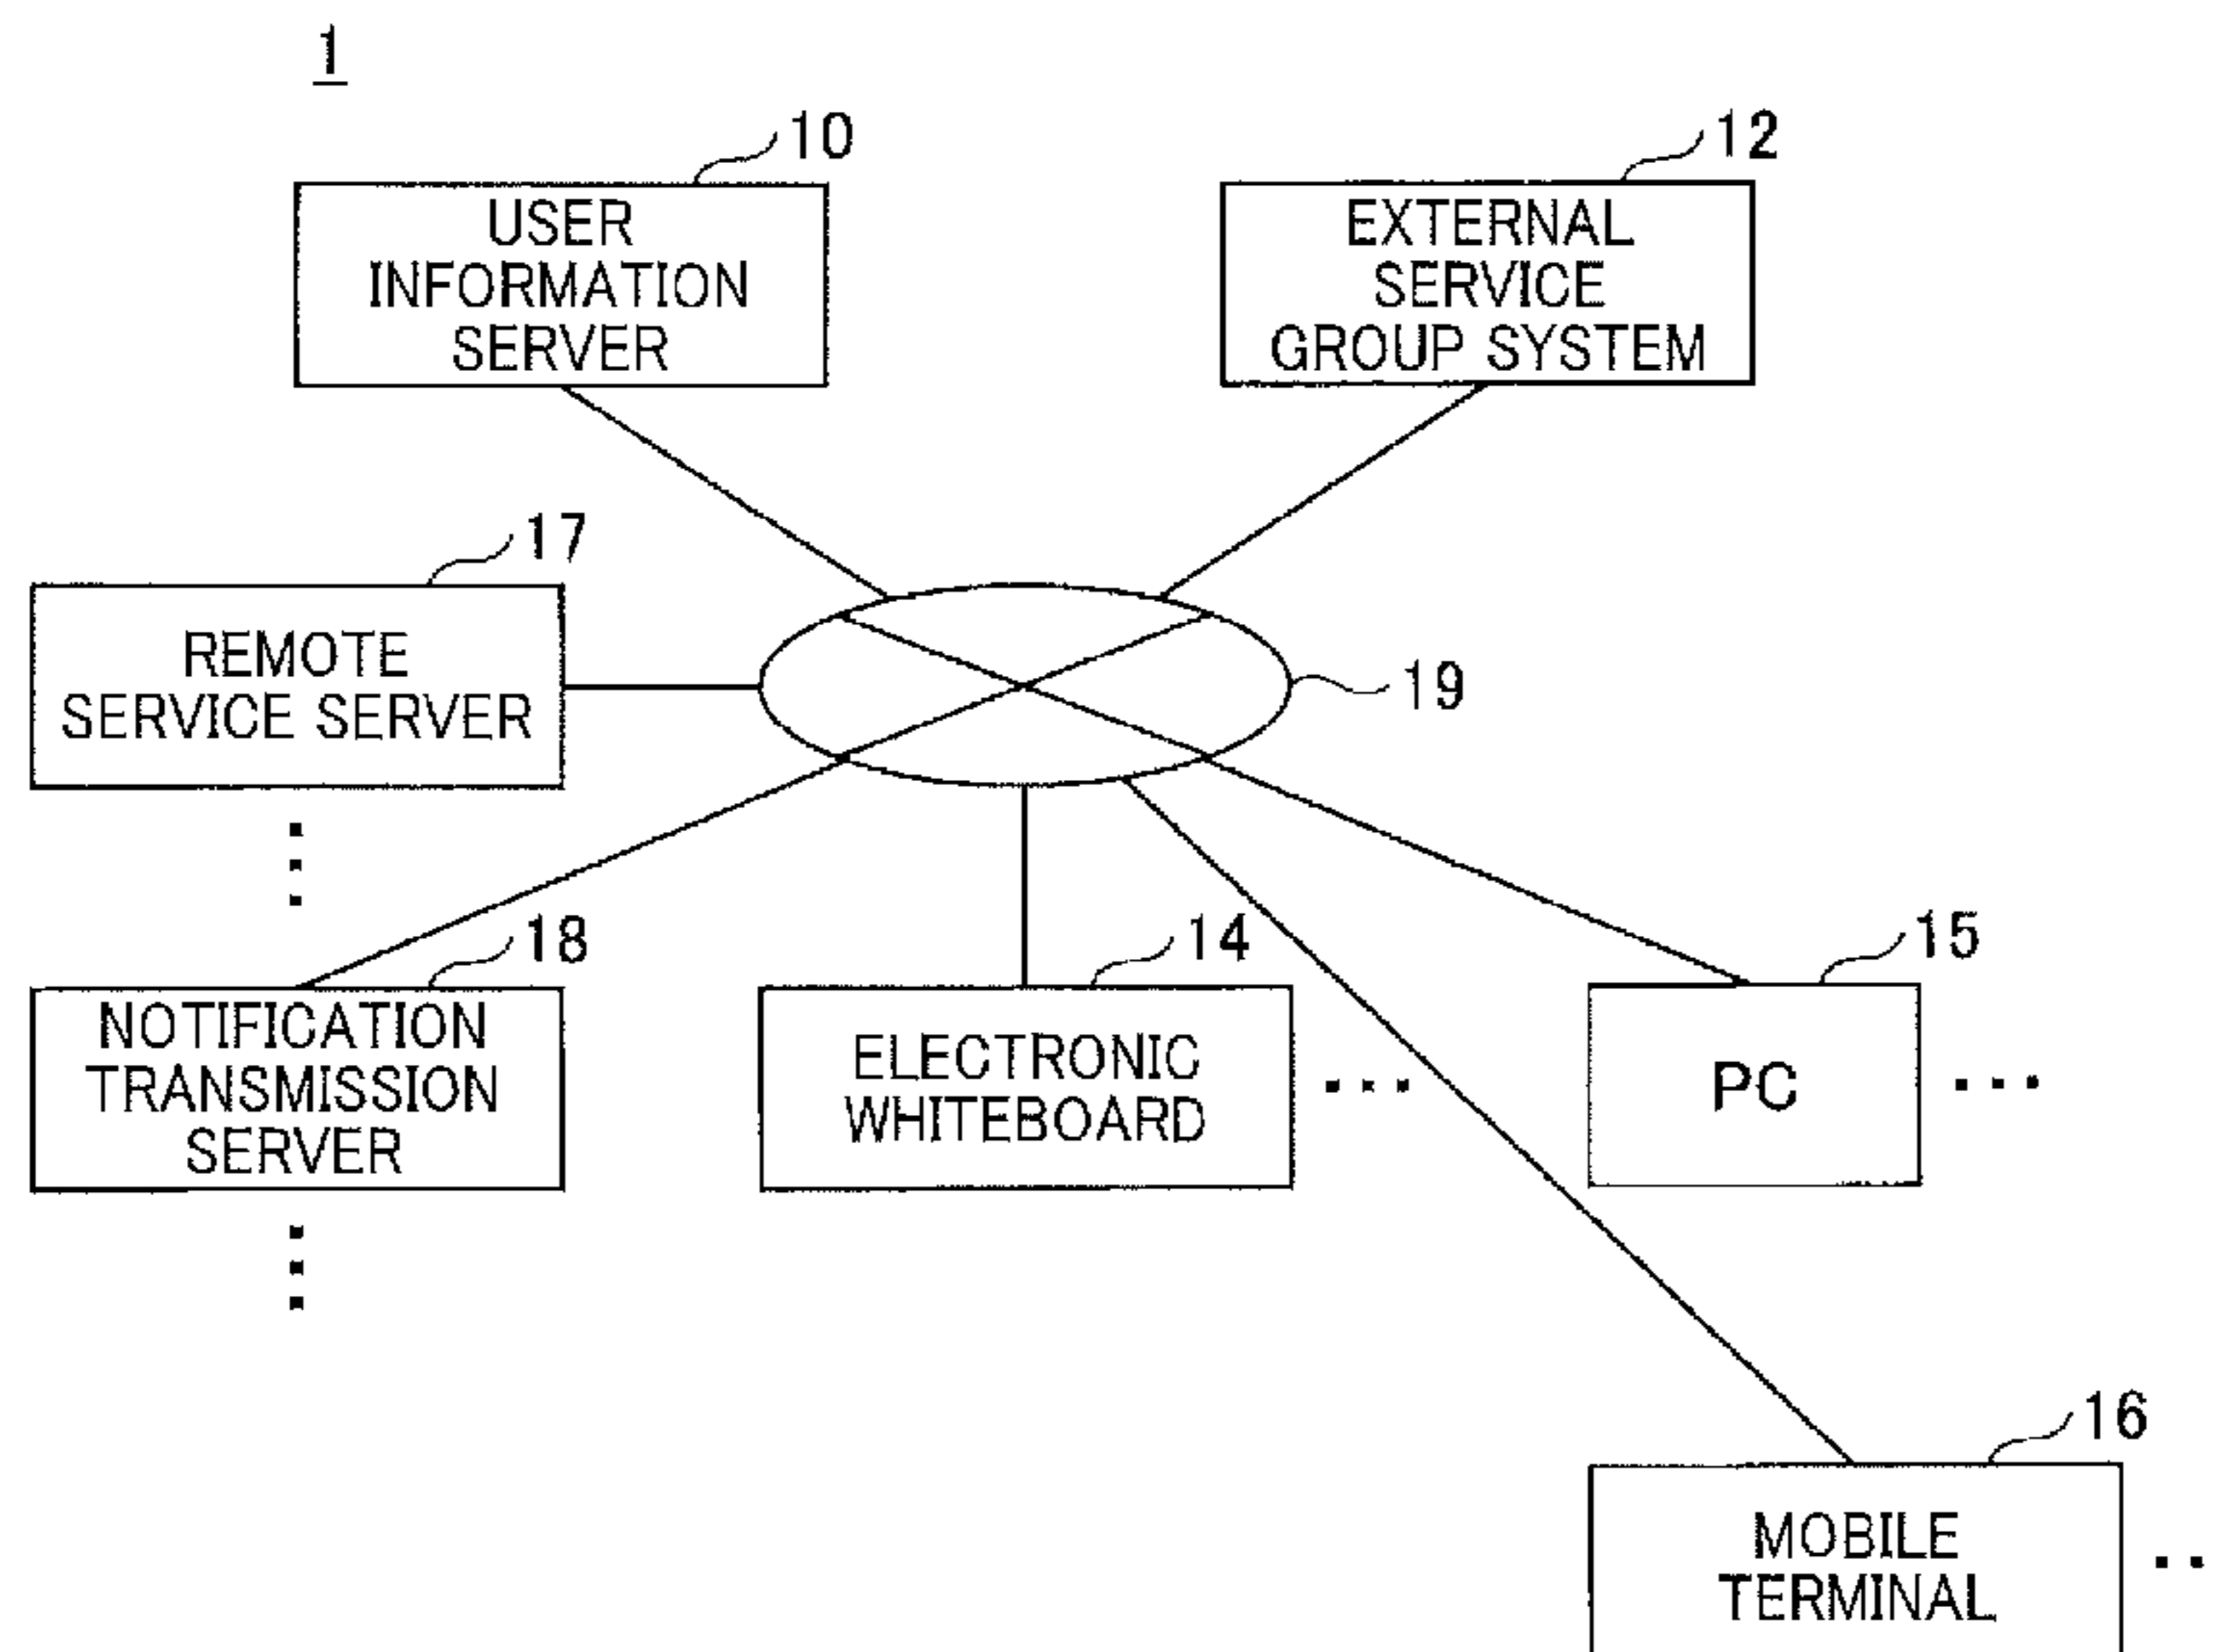 1
10
USER
INFORMATION
SERVER
12
EXTERNAL
SERVICE
GROUP SYSTEM
17
REMOTE
SERVICE SERVER
19
18
NOTIFICATION
TRANSMISSION
SERVER
14
ELECTRONIC
WHITEBOARD
15
PC
16
MOBILE
TERMINAL